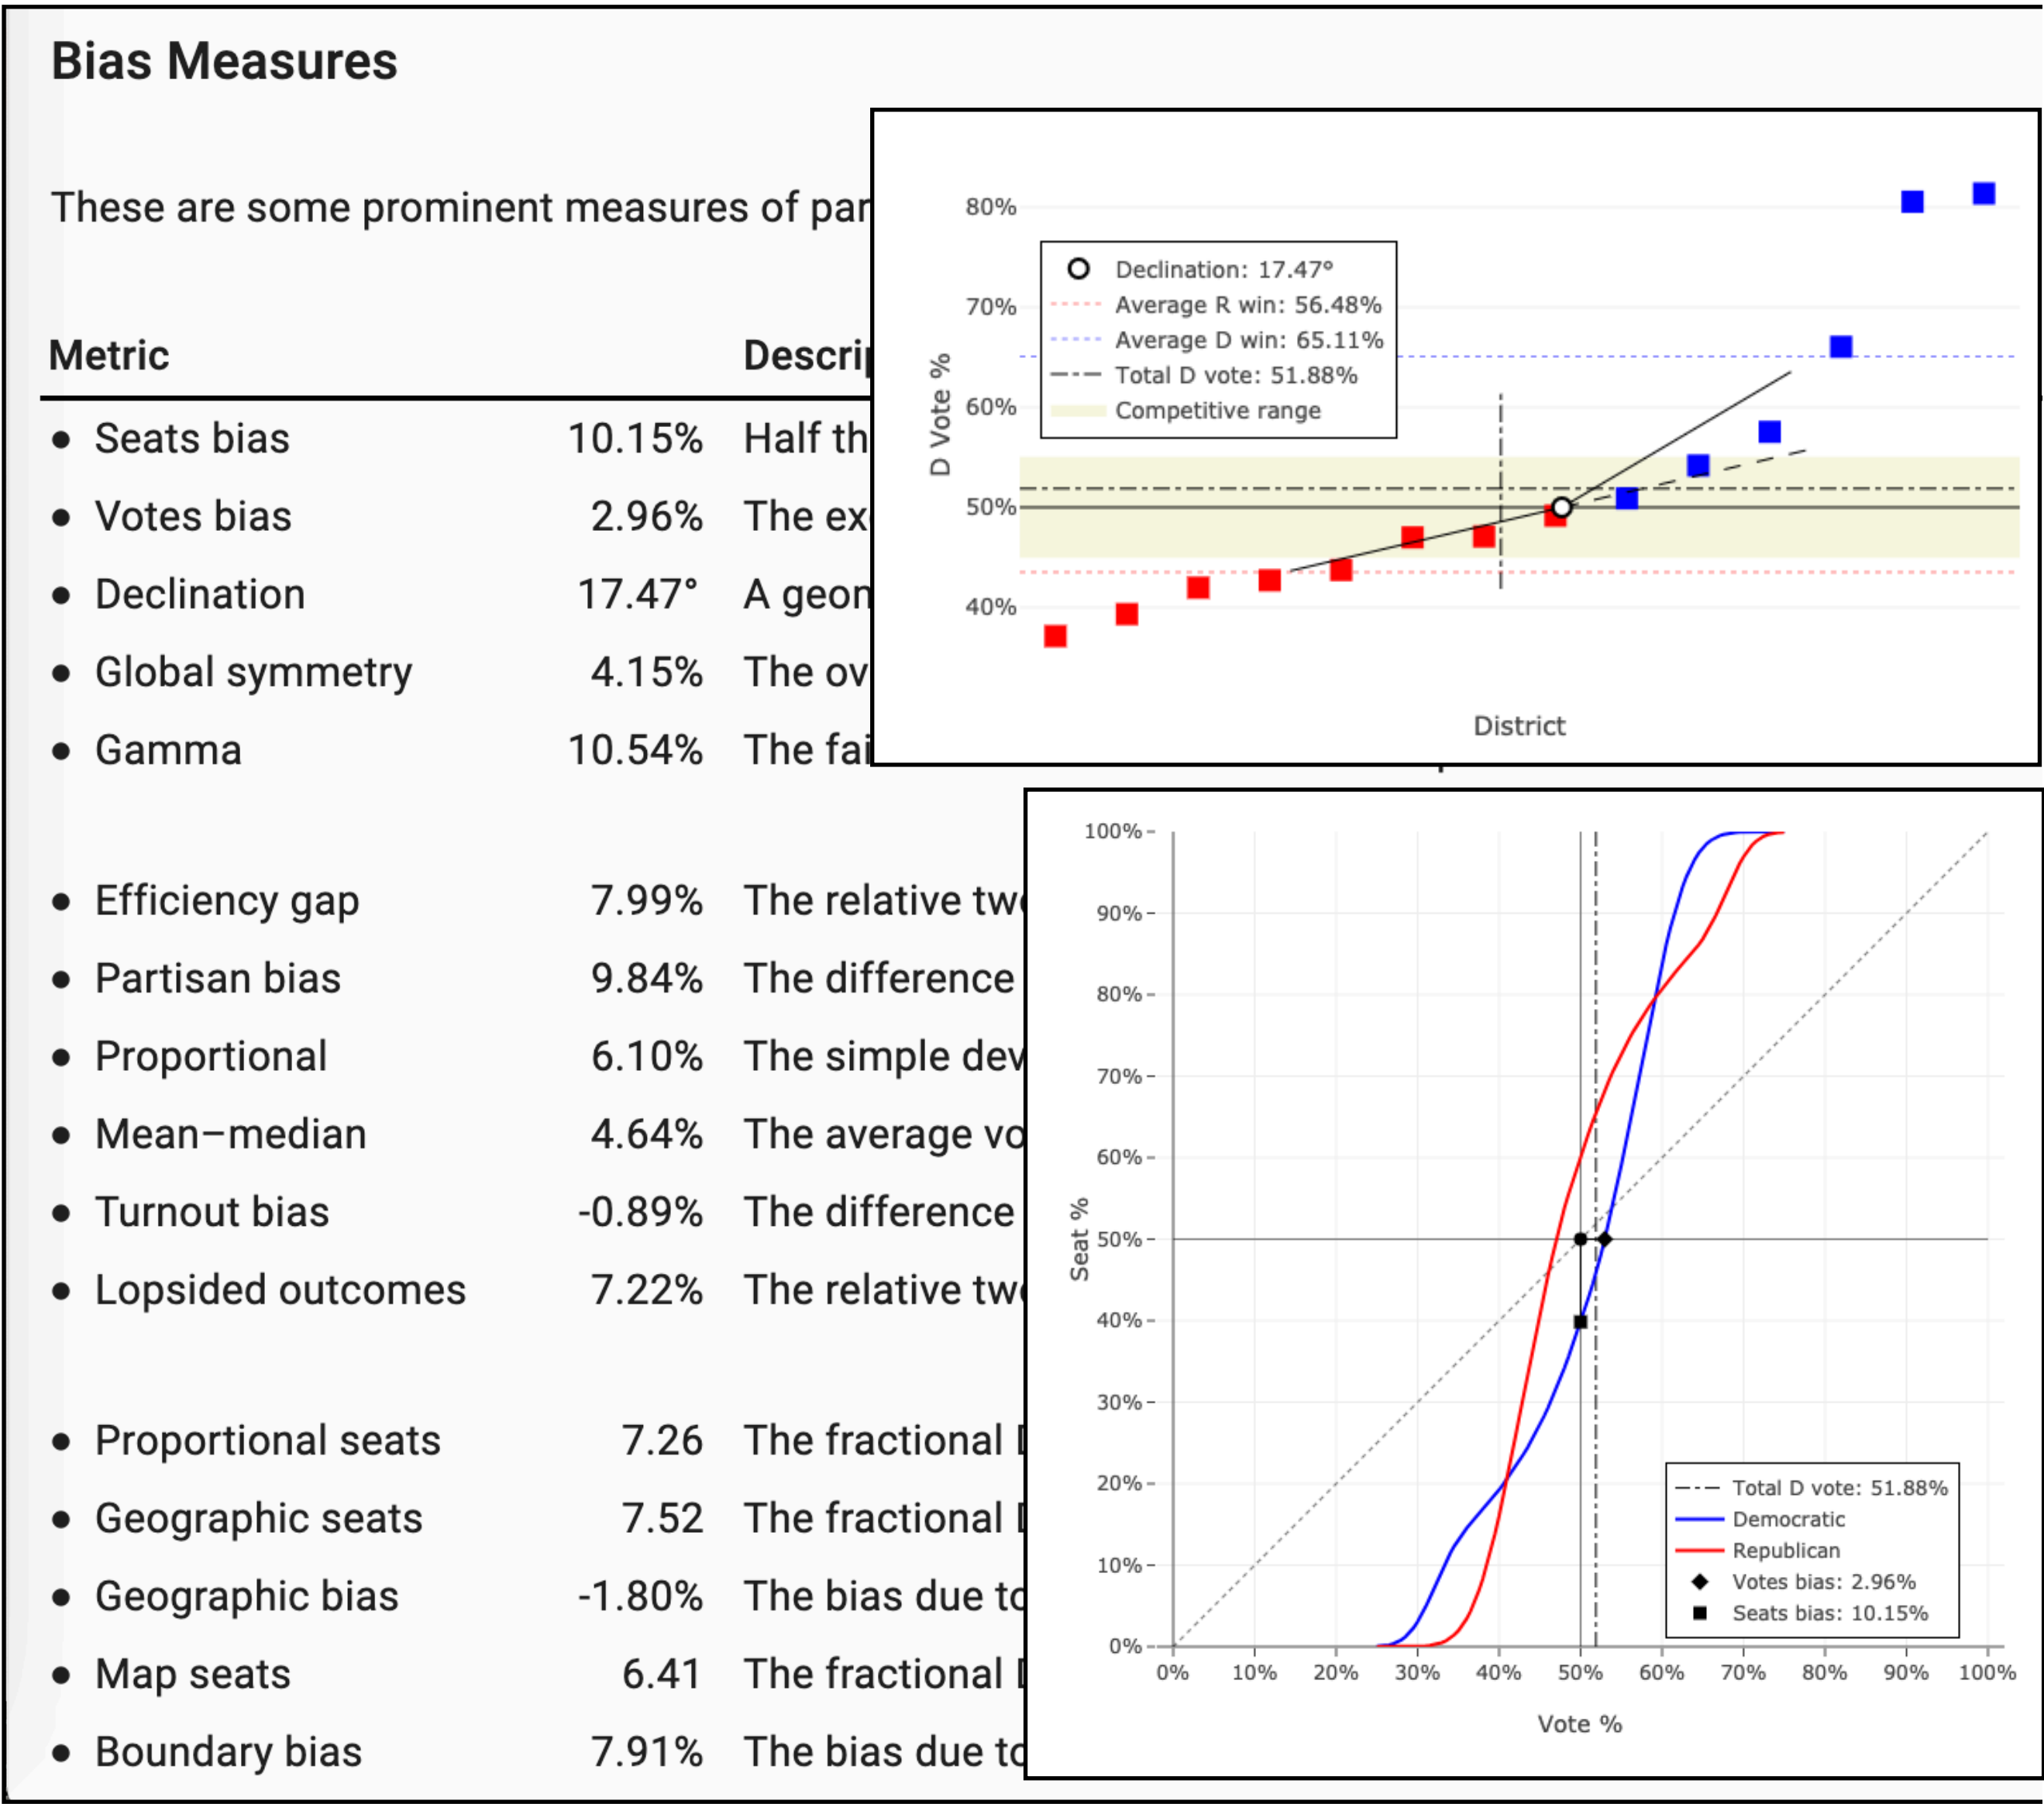 Bias Measures
These are some prominent measures of par
Metric Descrip
• Seats bias 10.15% Half th
• Votes bias 2.96% The ex
• Declination 17.47° A geon
• Global symmetry 4.15% The ov
• Gamma 10.54% The fai
• Efficiency gap 7.99% The relative tw
• Partisan bias 9.84% The difference
• Proportional 6.10% The simple dev
• Mean–median 4.64% The average vo
• Turnout bias -0.89% The difference
• Lopsided outcomes 7.22% The relative tw
• Proportional seats 7.26 The fractional
• Geographic seats 7.52 The fractional
• Geographic bias -1.80% The bias due to
• Map seats 6.41 The fractional
• Boundary bias 7.91% The bias due to
80%
70%
60%
50%
40%
D Vote %
District
Declination: 17.47°
Average R win: 56.48%
Average D win: 65.11%
Total D vote: 51.88%
Competitive range
100%
90%
80%
70%
60%
50%
40%
30%
20%
10%
0%
Seat %
0% 10% 20% 30% 40% 50% 60% 70% 80% 90% 100%
Vote %
Total D vote: 51.88%
Democratic
Republican
Votes bias: 2.96%
Seats bias: 10.15%